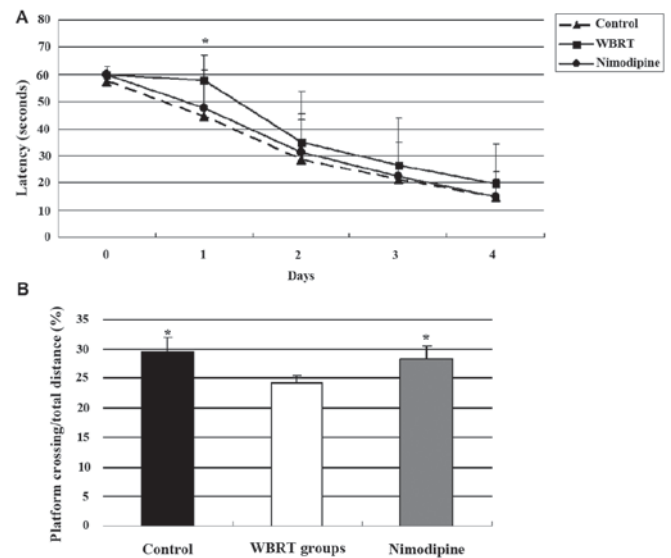 A
80
70
60
50
40
30
20
10
0
Latency (seconds)
*
0 1 2 3 4
Days
Control
WBRT
Nimodipine
B
35
30
25
20
15
10
5
0
Platform crossing/total distance (%)
* *
Control WBRT groups Nimodipine